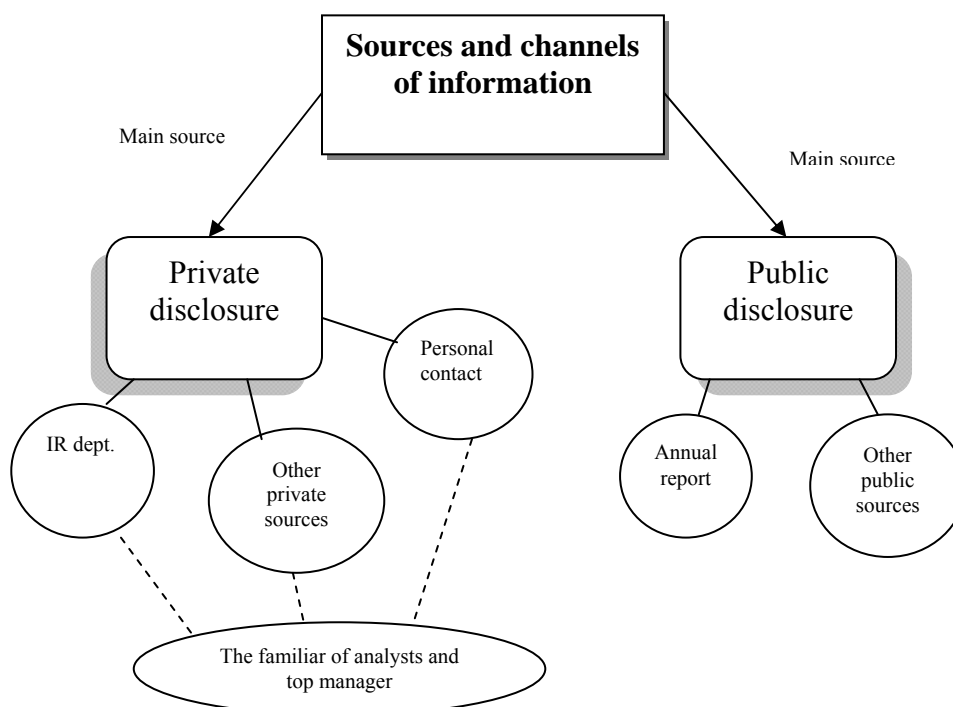 Sources and channels
of information
Main source
Main source
Private
disclosure
Public
disclosure
Personal
contact
IR dept.
Other
private
sources
Annual
report
Other
public
sources
The familiar of analysts and
top manager